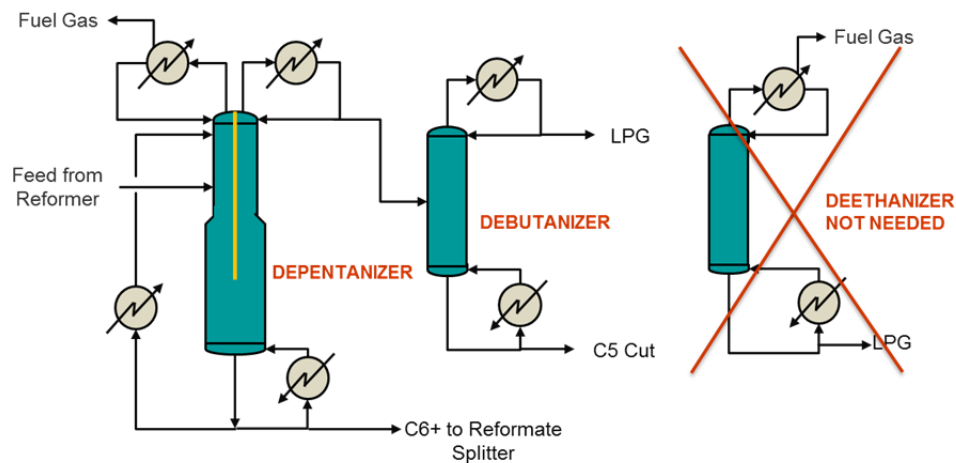 Fuel Gas
Fuel Gas
LPG
Feed from
Reformer
DEBUTANIZER
DEETHANIZER
NOT NEEDED
DEPENTANIZER
C5 Cut
LPG
C6+ to Reformate
Splitter